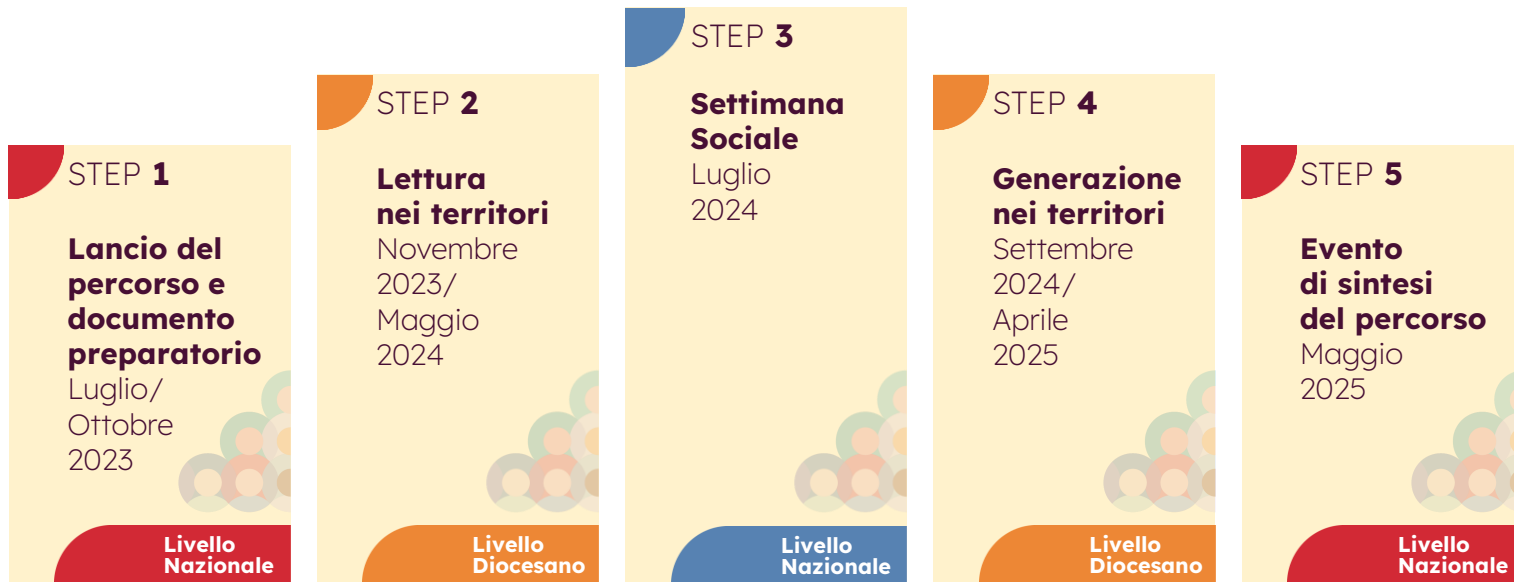 STEP 1
Lancio del
percorso e
documento
preparatorio
Luglio/
Ottobre
2023
Livello
Nazionale
STEP 2
Lettura
nei territori
Novembre
2023/
Maggio
2024
Livello
Diocesano
STEP 3
Settimana
Sociale
Luglio
2024
Livello
Nazionale
STEP 4
Generazione
nei territori
Settembre
2024/
Aprile
2025
Livello
Diocesano
STEP 5
Evento
di sintesi
del percorso
Maggio
2025
Livello
Nazionale